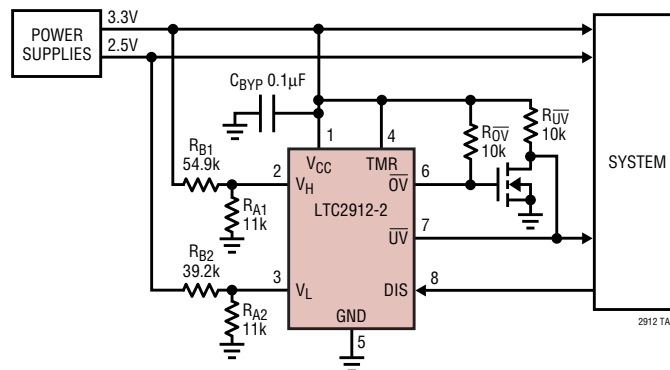 POWER
SUPPLIES
3.3V
2.5V
CBYP 0.1µF
1
4
VCC
TMR
ROV
10k
RUV
10k
SYSTEM
RB1
54.9k
2
VH
OV
6
RA1
11k
LTC2912-2
UV
7
RB2
39.2k
3
VL
DIS
8
RA2
11k
GND
5
2912 TA